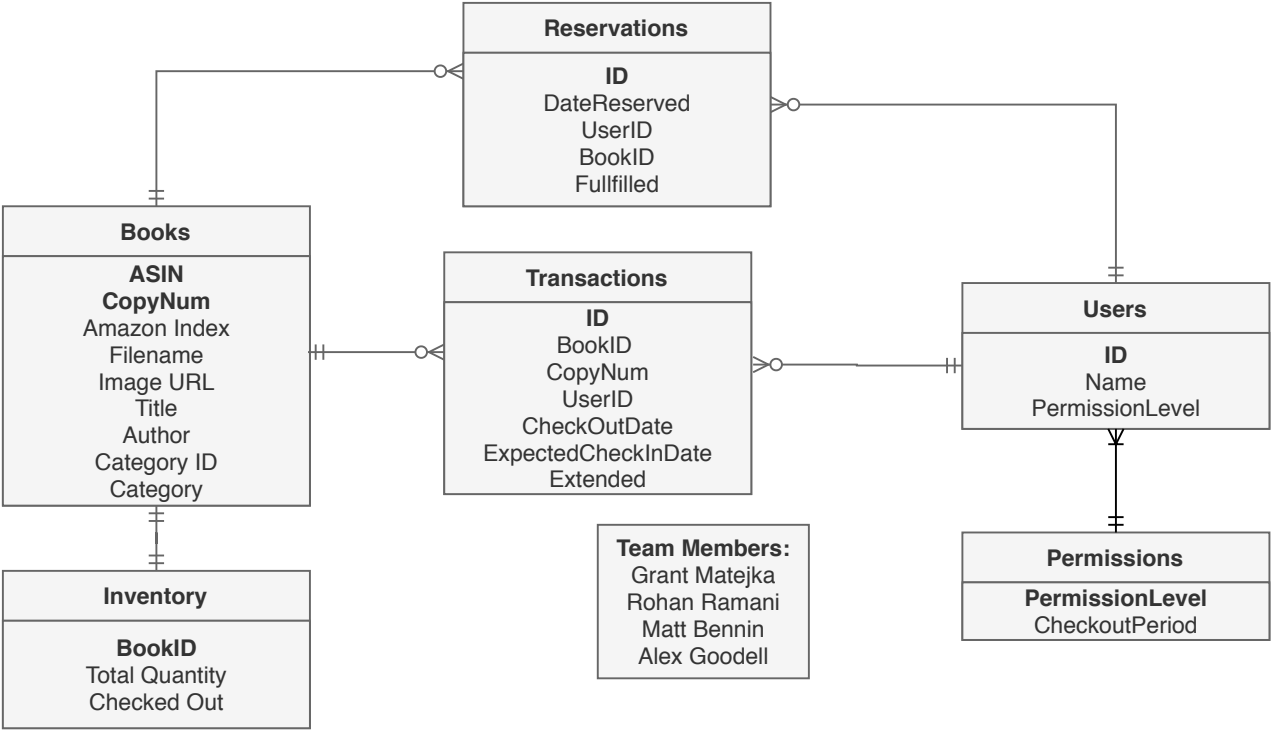 Reservations
ID
DateReserved
UserID
BookID
Fullfilled
Books
ASIN
CopyNum
Amazon Index
Filename
Image URL
Title
Author
Category ID
Category
Transactions
ID
BookID
CopyNum
UserID
CheckOutDate
ExpectedCheckInDate
Extended
Users
ID
Name
PermissionLevel
Inventory
BookID
Total Quantity
Checked Out
Team Members:
Grant Matejka
Rohan Ramani
Matt Bennin
Alex Goodell
Permissions
PermissionLevel
CheckoutPeriod